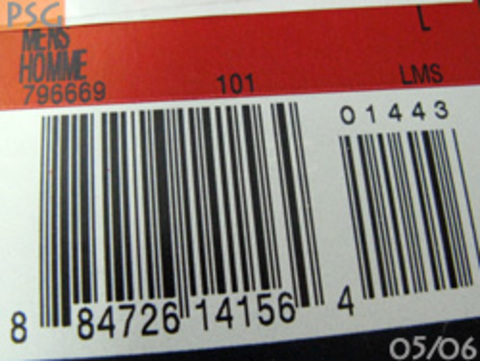 PSG
L
MENS
HOMME
796669 101 LMS
01443
8 84726 14156 4
05/06